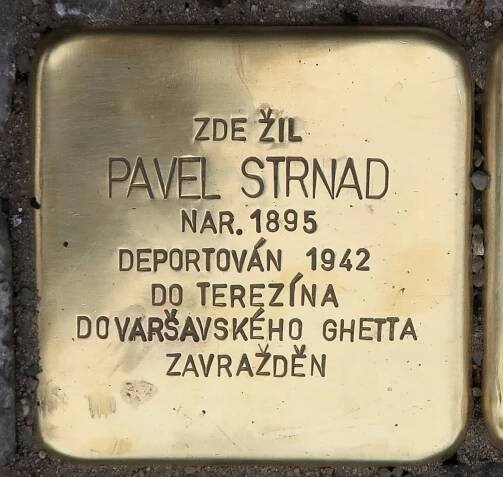 ZDE ŽIL
PAVEL STRNAD
NAR. 1895
DEPORTOVÁN 1942
DO TEREZÍNA
DO VARŠAVSKÉHO GHETTA
ZAVRAŽDĚN